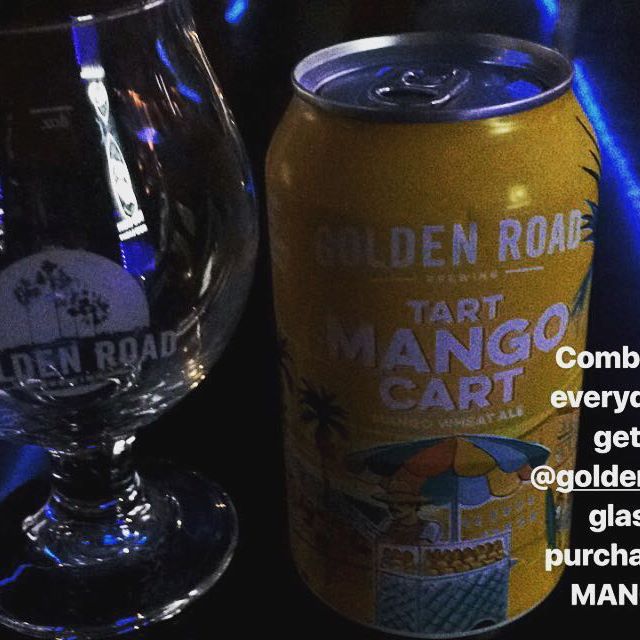 GOLDEN ROAD
BREWING
TART
MANGO
CART
MANGO WHEAT ALE
LDEN ROAD
Comb
everyo
get
@golden
glas
purcha
MAN